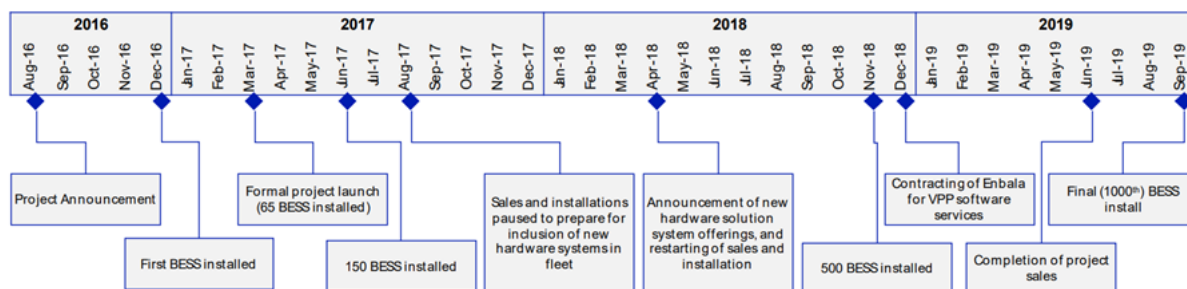 2016 2017 2018 2019
Aug-16 Sep-16 Oct-16 Nov-16 Dec-16 Jan-17 Feb-17 Mar-17 Apr-17 May-17 Jun-17 Jul-17 Aug-17 Sep-17 Oct-17 Nov-17 Dec-17 Jan-18 Feb-18 Mar-18 Apr-18 May-18 Jun-18 Jul-18 Aug-18 Sep-18 Oct-18 Nov-18 Dec-18 Jan-19 Feb-19 Mar-19 Apr-19 May-19 Jun-19 Jul-19 Aug-19 Sep-19
Project Announcement
First BESS installed
Formal project launch
(65 BESS installed)
150 BESS installed
Sales and installations
paused to prepare for
inclusion of new
hardware systems in
fleet
Announcement of new
hardware solution
system offerings, and
restarting of sales and
installation
500 BESS installed
Contracting of Enbala
for VPP software
services
Completion of project
sales
Final (1000th) BESS
install